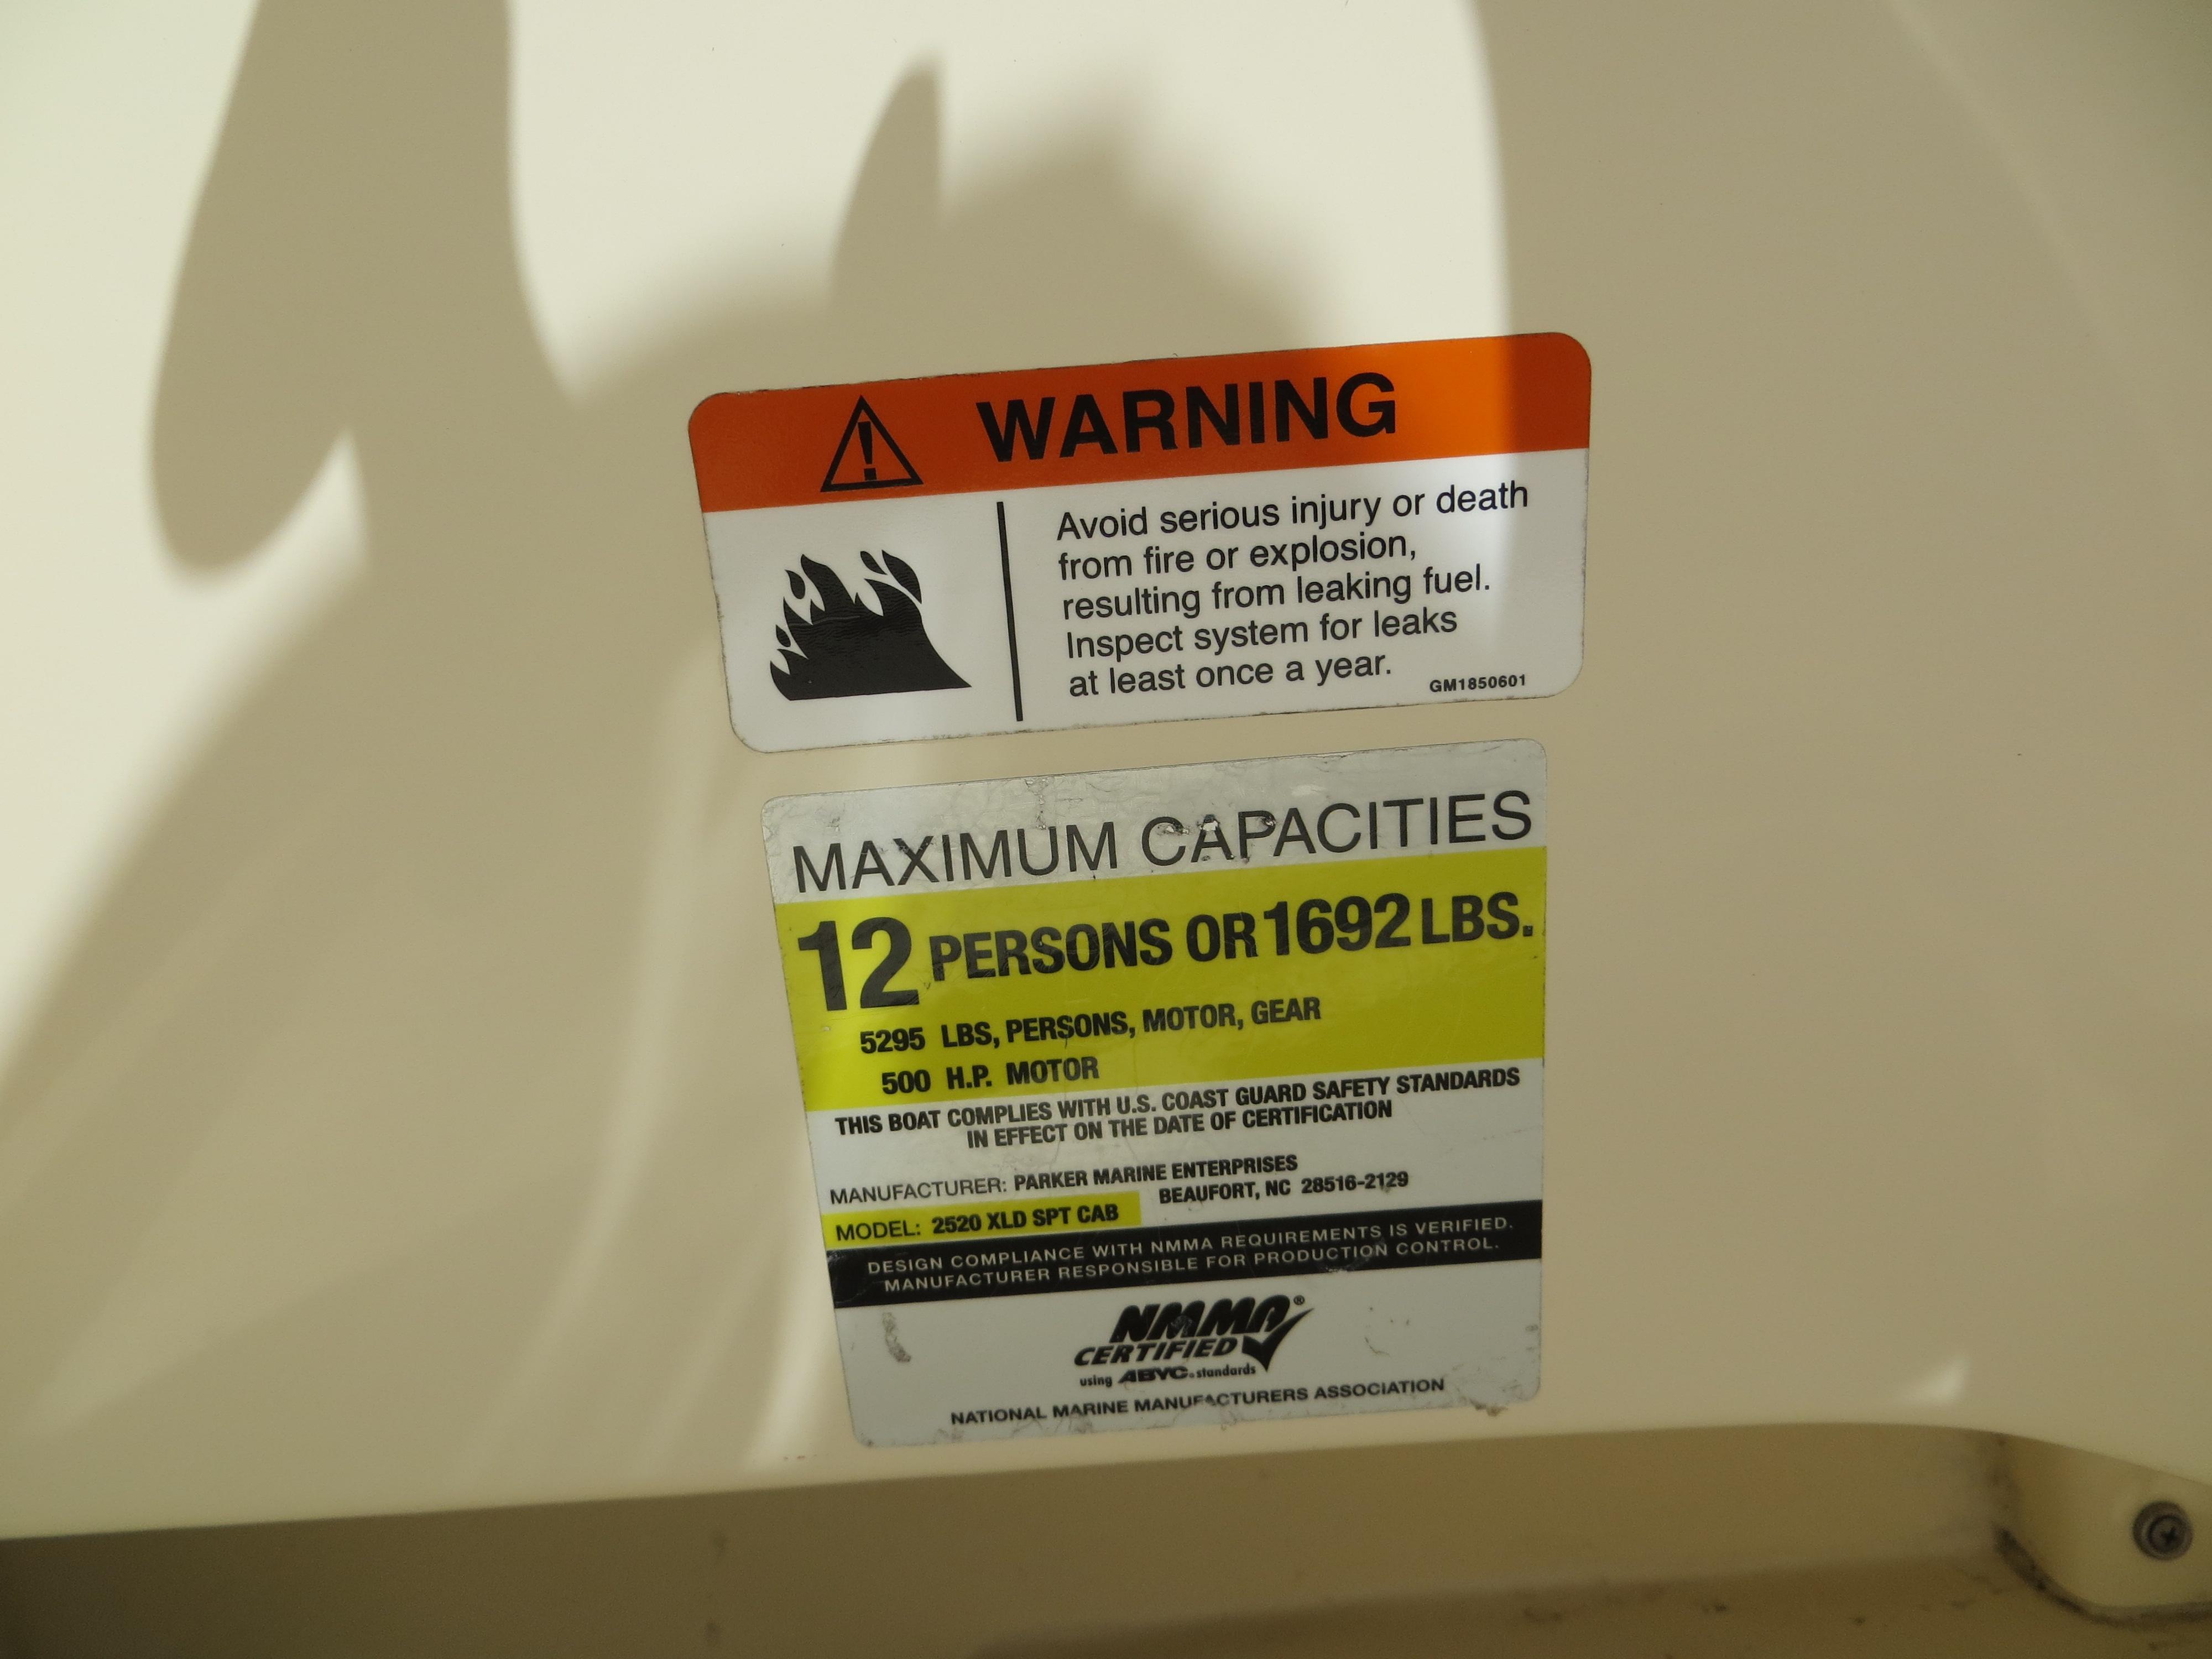 WARNING
Avoid serious injury or death
from fire or explosion,
resulting from leaking fuel.
Inspect system for leaks
at least once a year.
GM1850601
MAXIMUM CAPACITIES
12 PERSONS OR 1692 LBS.
5295 LBS, PERSONS, MOTOR, GEAR
500 H.P. MOTOR
THIS BOAT COMPLIES WITH U.S. COAST GUARD SAFETY STANDARDS
IN EFFECT ON THE DATE OF CERTIFICATION
MANUFACTURER: PARKER MARINE ENTERPRISES
BEAUFORT, NC 28516-2129
MODEL: 2520 XLD SPT CAB
DESIGN COMPLIANCE WITH NMMA REQUIREMENTS IS VERIFIED.
MANUFACTURER RESPONSIBLE FOR PRODUCTION CONTROL.
NMMA®
CERTIFIED
using ABYC® standards
NATIONAL MARINE MANUFACTURERS ASSOCIATION